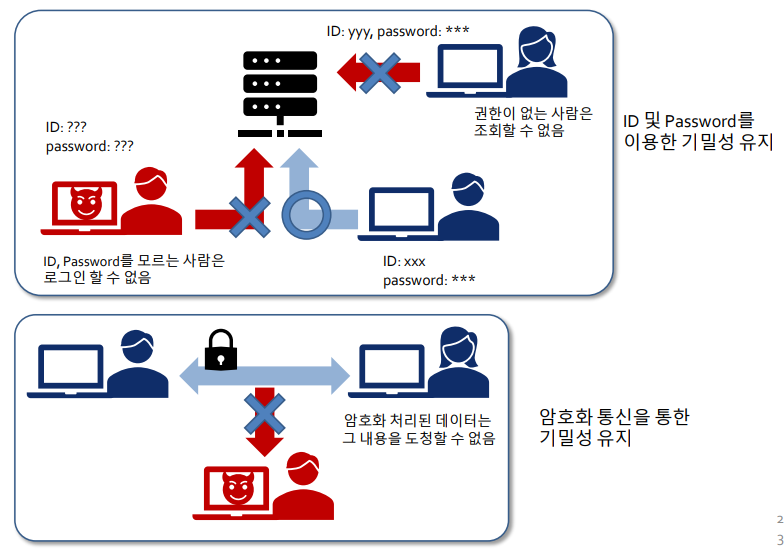 ID: yyy, password: ***
권한이 없는 사람은
조회할 수 없음
ID: ???
password: ???
ID, Password를 모르는 사람은
로그인 할 수 없음
ID: xxx
password: ***
ID 및 Password를
이용한 기밀성 유지
암호화 처리된 데이터는
그 내용을 도청할 수 없음
암호화 통신을 통한
기밀성 유지
2
3